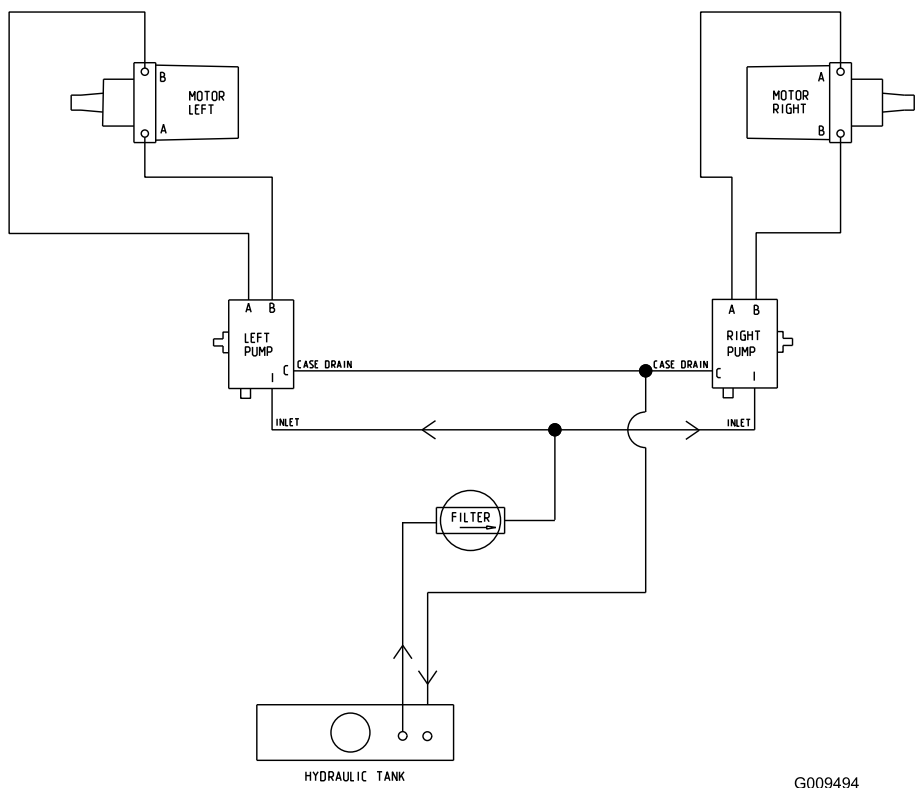 B
MOTOR
LEFT
A
A
MOTOR
RIGHT
B
A B
LEFT
PUMP
C
I
CASE DRAIN
INLET
A B
RIGHT
PUMP
CASE DRAIN
C
I
INLET
FILTER
HYDRAULIC TANK
G009494